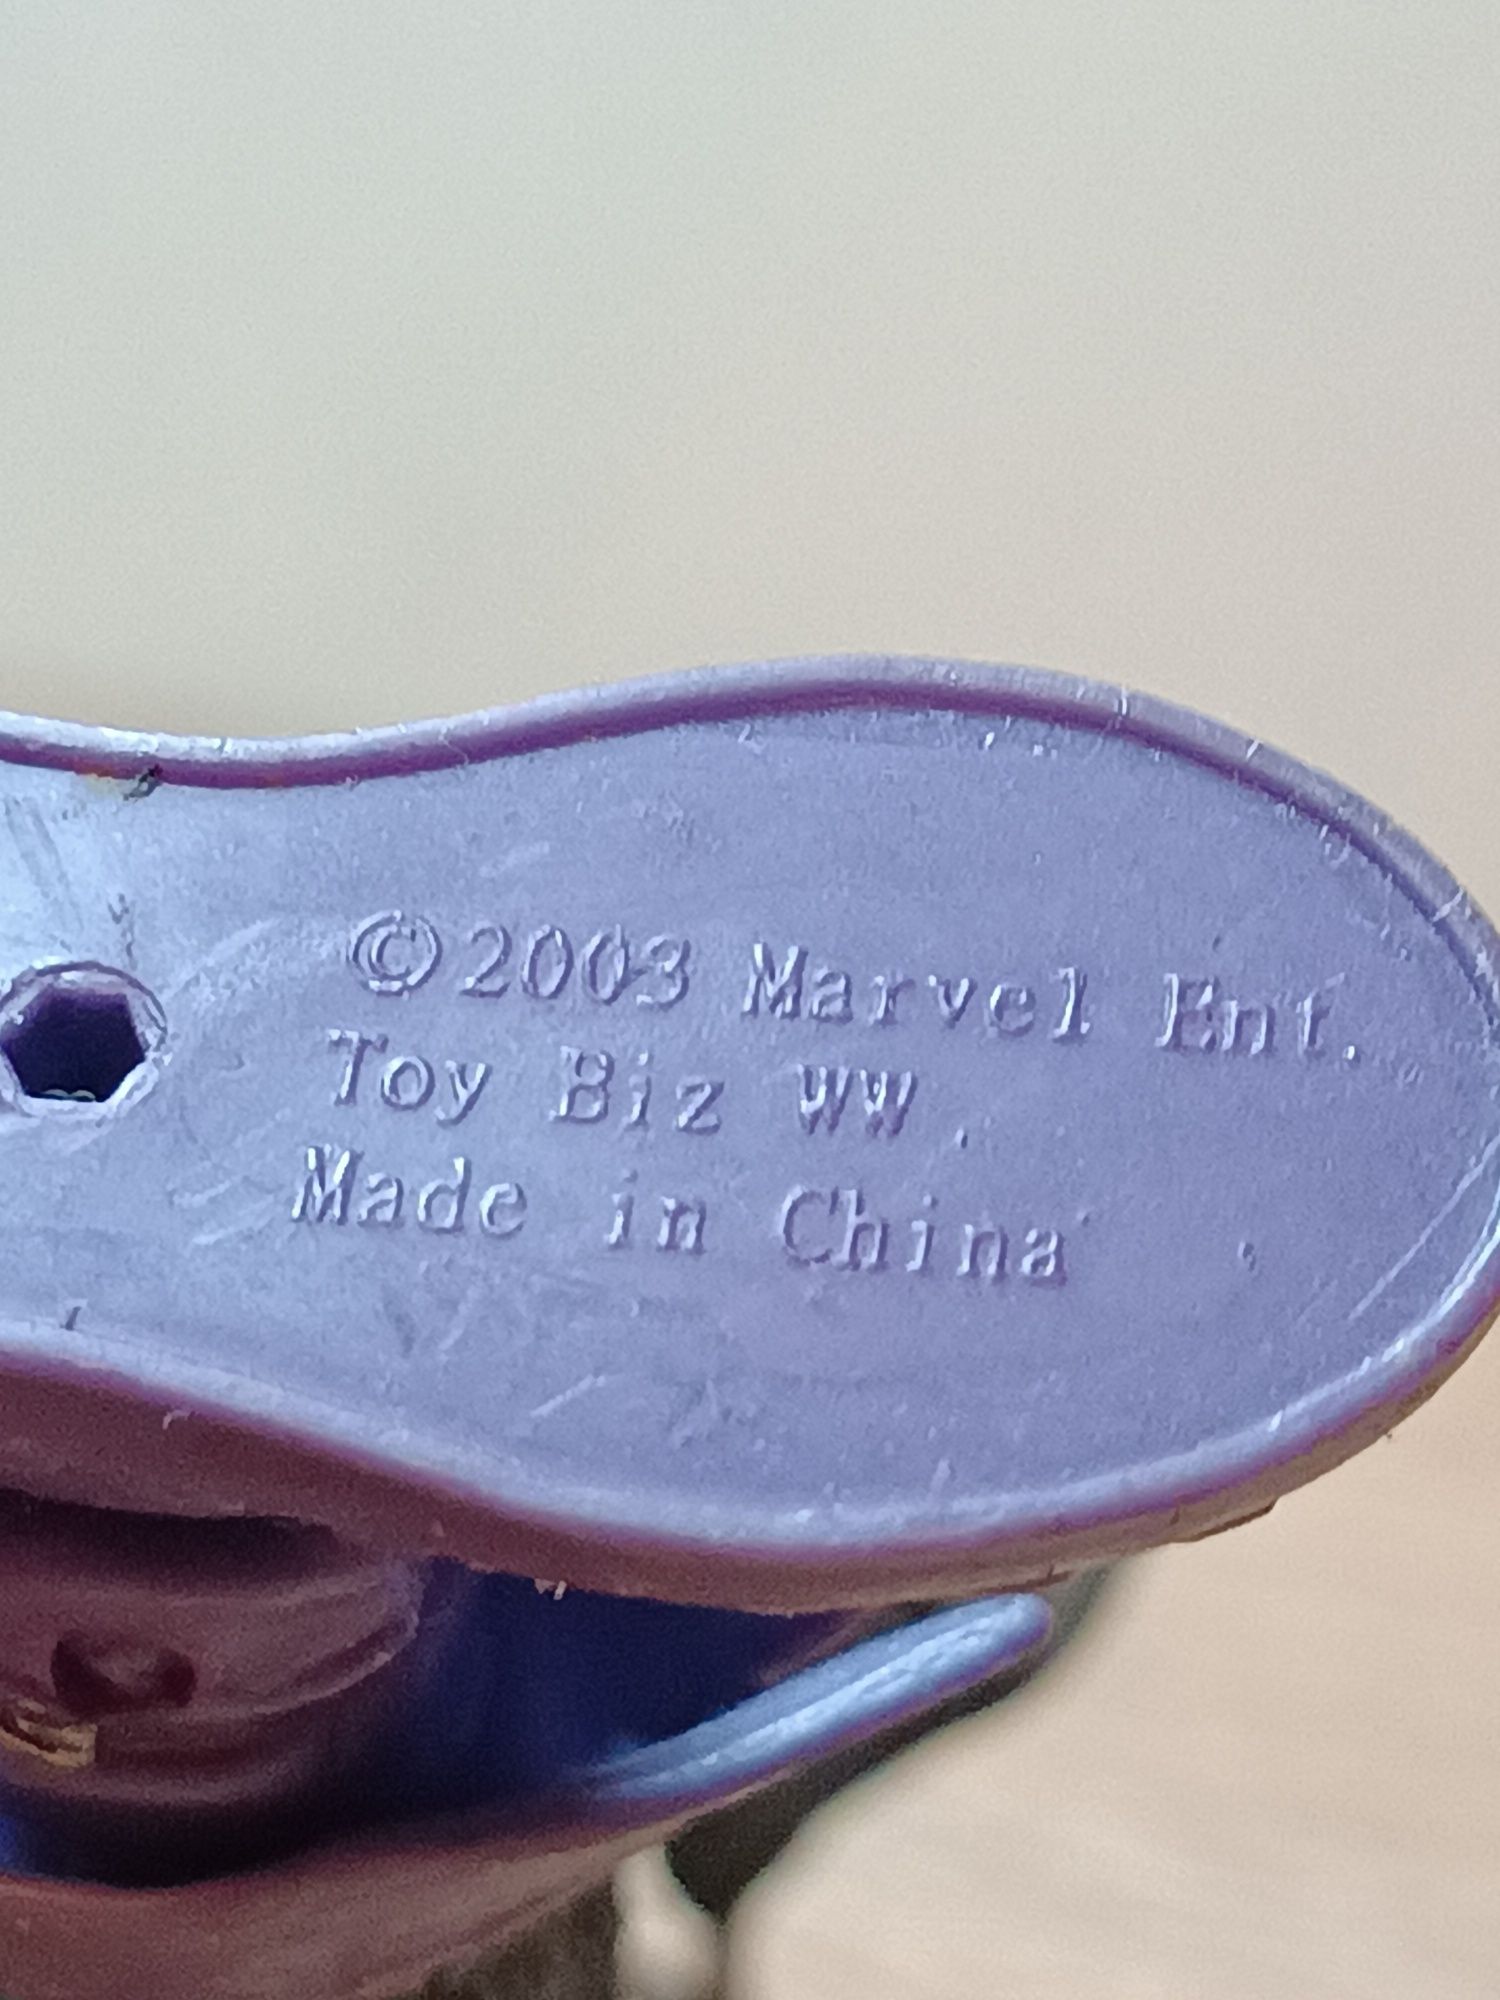 ©2003 Marvel Ent.
Toy Biz WW
Made in China